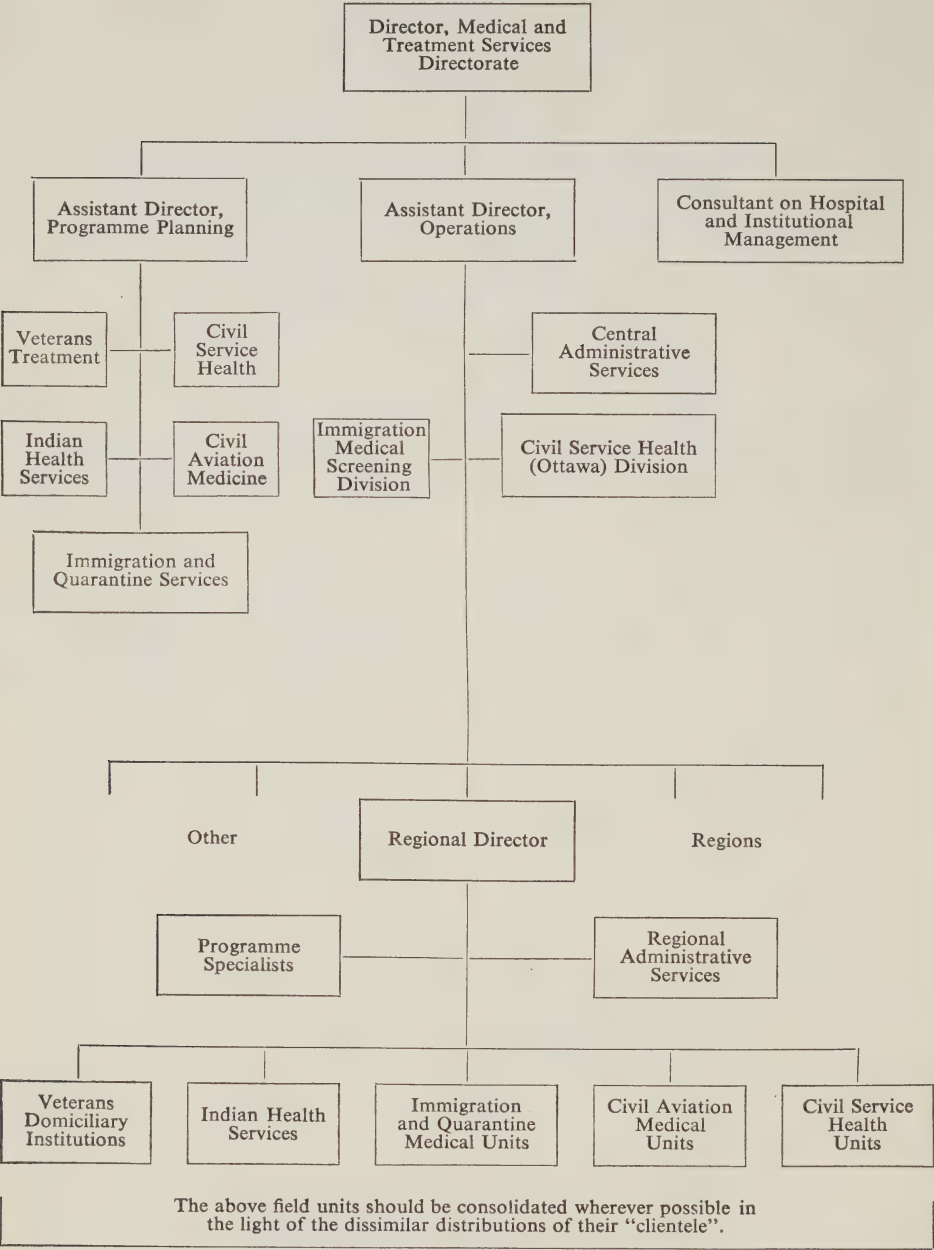 Director, Medical and
Treatment Services
Directorate
Assistant Director,
Programme Planning
Assistant Director,
Operations
Consultant on Hospital
and Institutional
Management
Veterans
Treatment
Civil
Service
Health
Central
Administrative
Services
Indian
Health
Services
Civil
Aviation
Medicine
Immigration
Medical
Screening
Division
Civil Service Health
(Ottawa) Division
Immigration and
Quarantine Services
Other
Regional Director
Regions
Programme
Specialists
Regional
Administrative
Services
Veterans
Domiciliary
Institutions
Indian Health
Services
Immigration
and Quarantine
Medical Units
Civil Aviation
Medical
Units
Civil Service
Health
Units
The above field units should be consolidated wherever possible in
the light of the dissimilar distributions of their “clientele”.